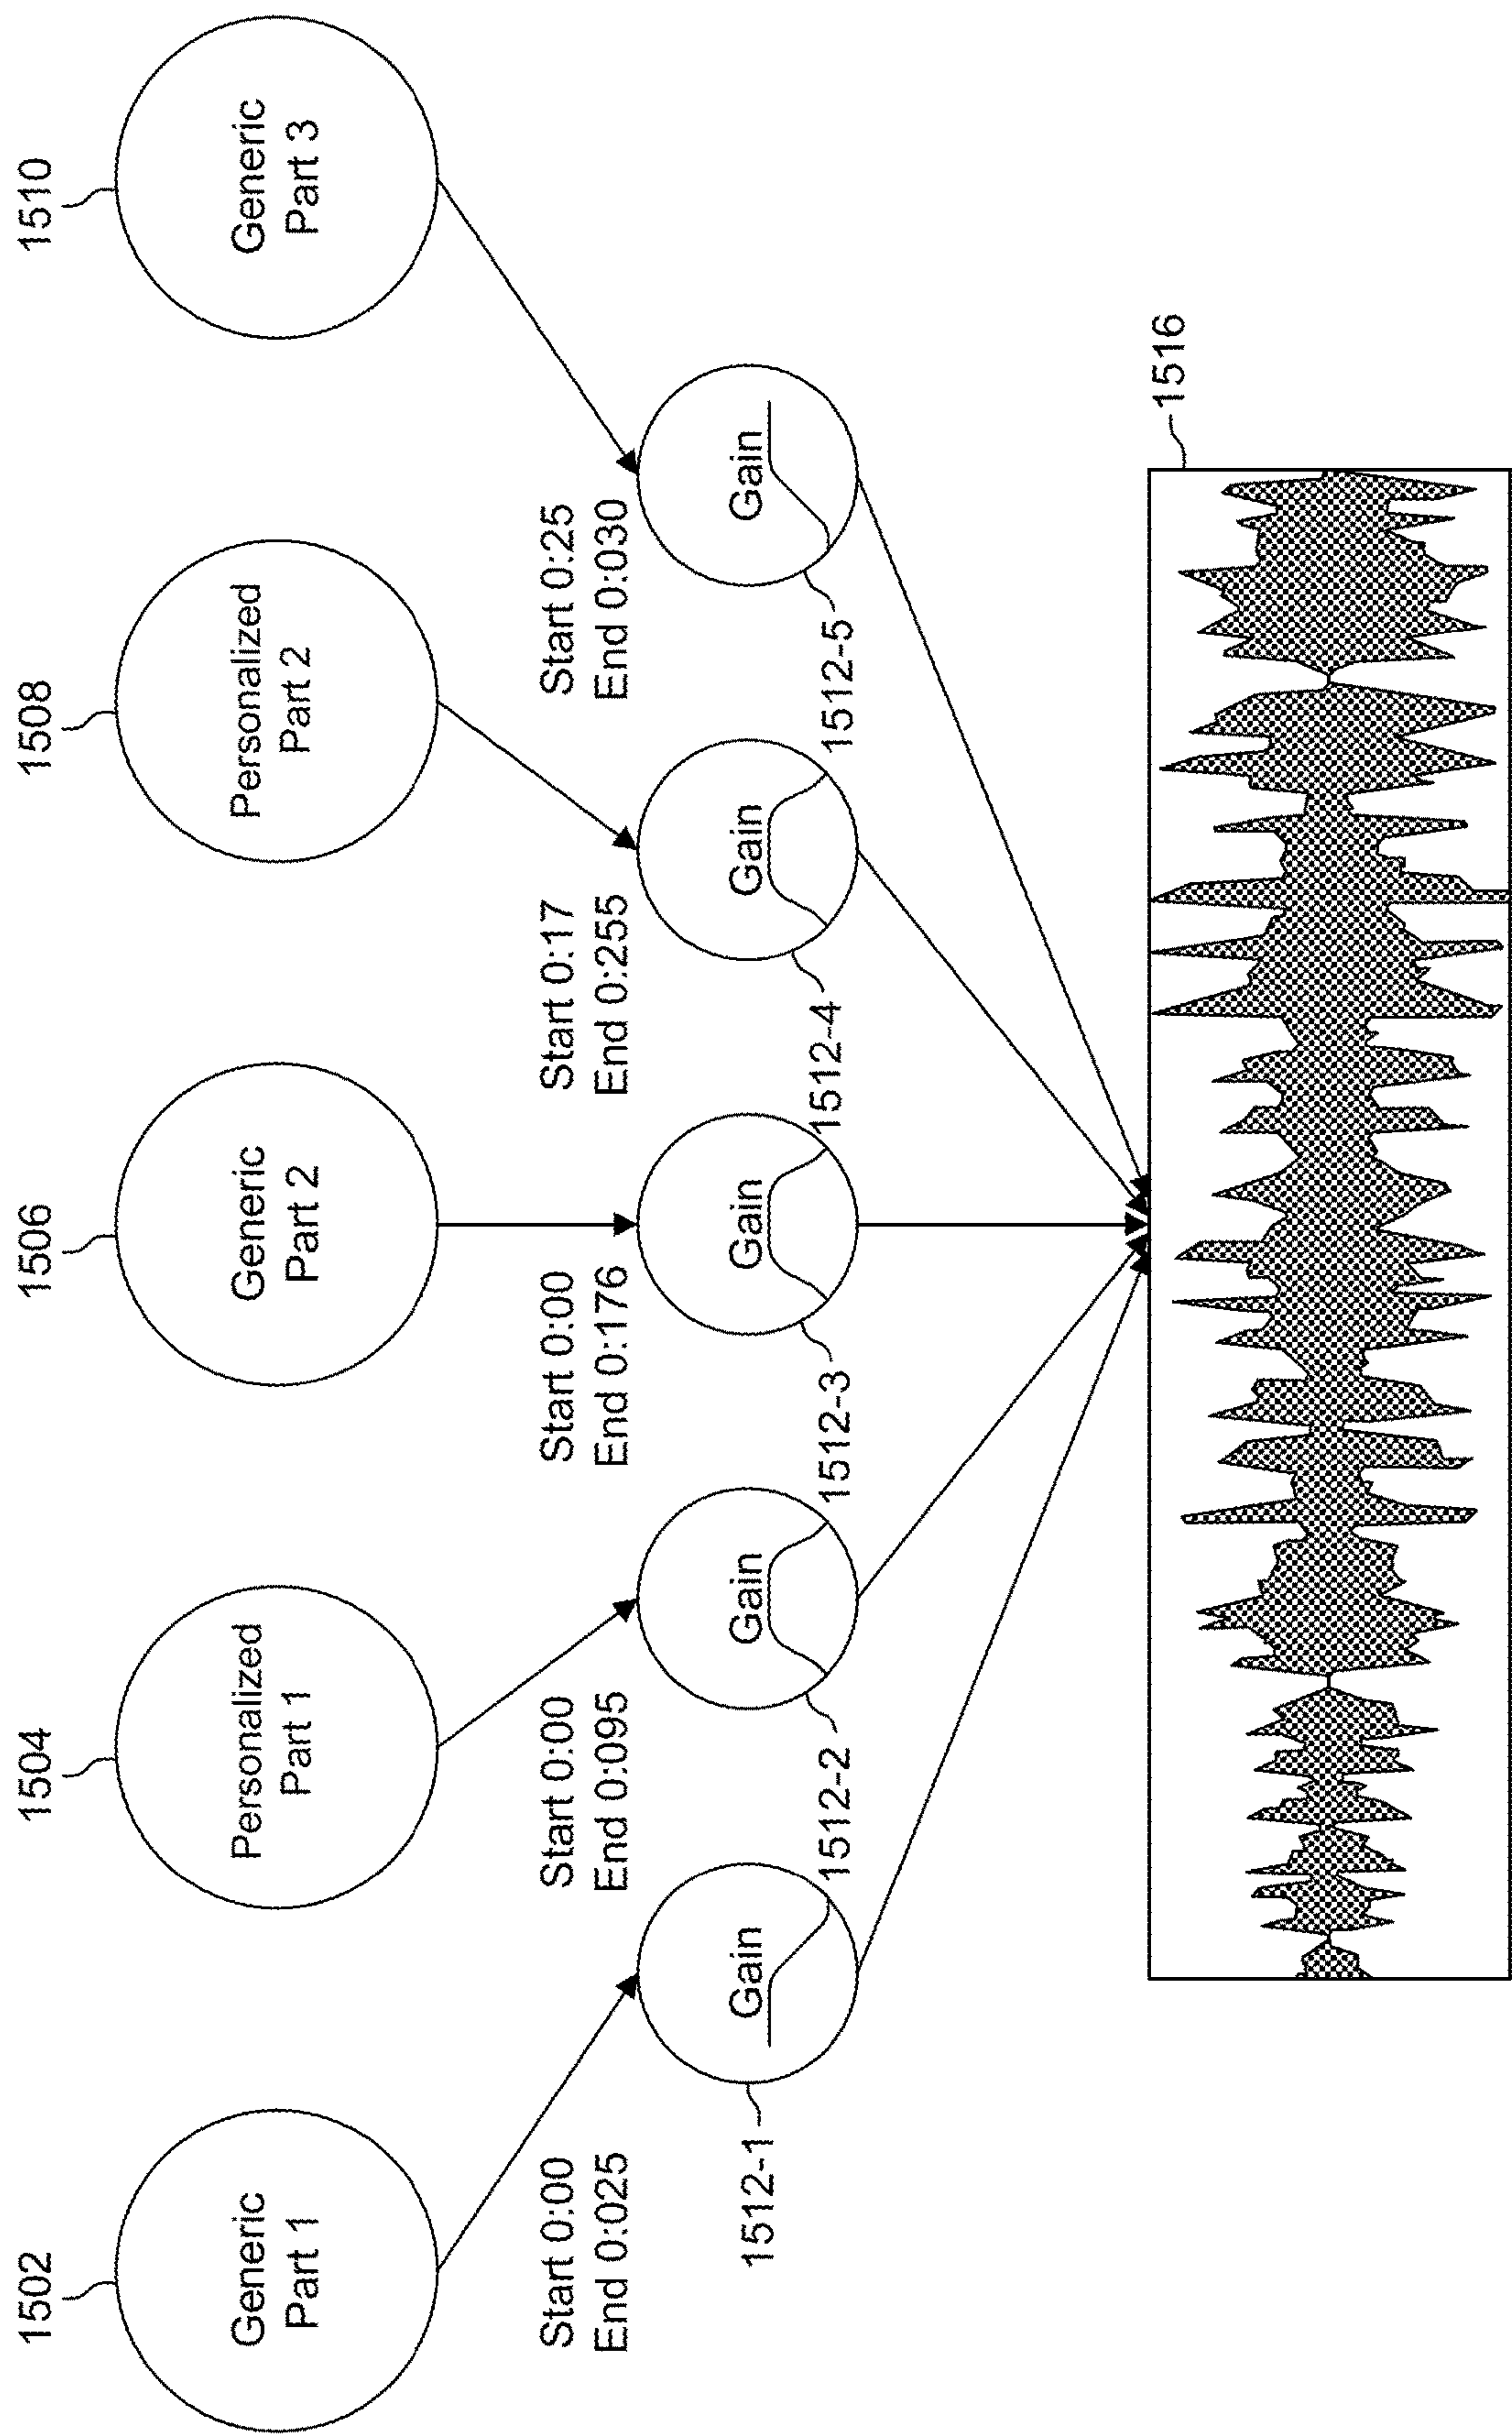 1502
1504
1506
1508
1510
Generic
Part 1
Personalized
Part 1
Generic
Part 2
Personalized
Part 2
Generic
Part 3
Start 0:00
End 0:025
Start 0:00
End 0:095
Start 0:00
End 0:176
Start 0:17
End 0:255
Start 0:25
End 0:030
Gain
Gain
Gain
Gain
Gain
1512-1
1512-2
1512-3
1512-4
1512-5
1516